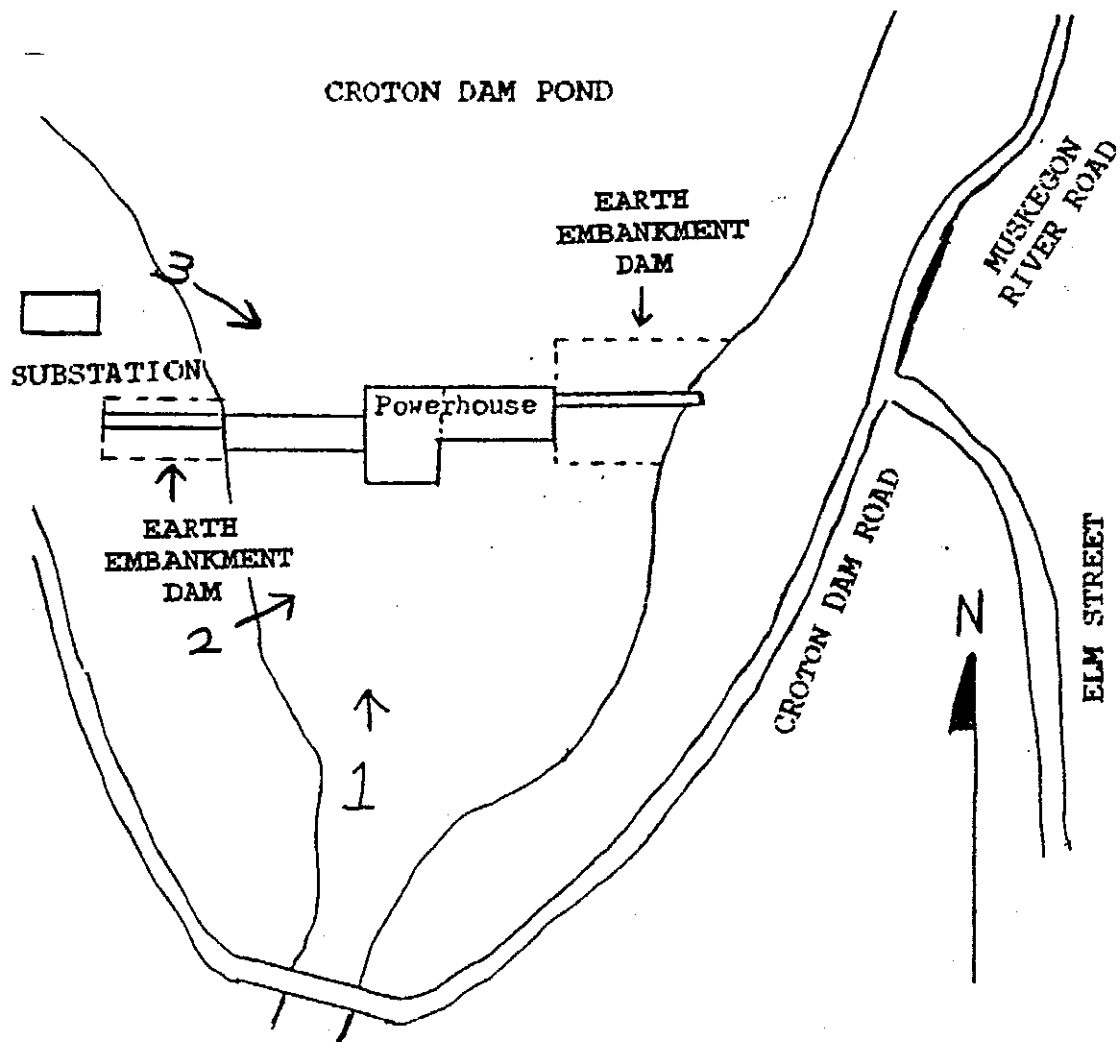 CROTON DAM POND
EARTH
EMBANKMENT
DAM
MUSKEGON
RIVER ROAD
3
SUBSTATION
Powerhouse
EARTH
EMBANKMENT
DAM
2
CROTON DAM ROAD
N
ELM STREET
1